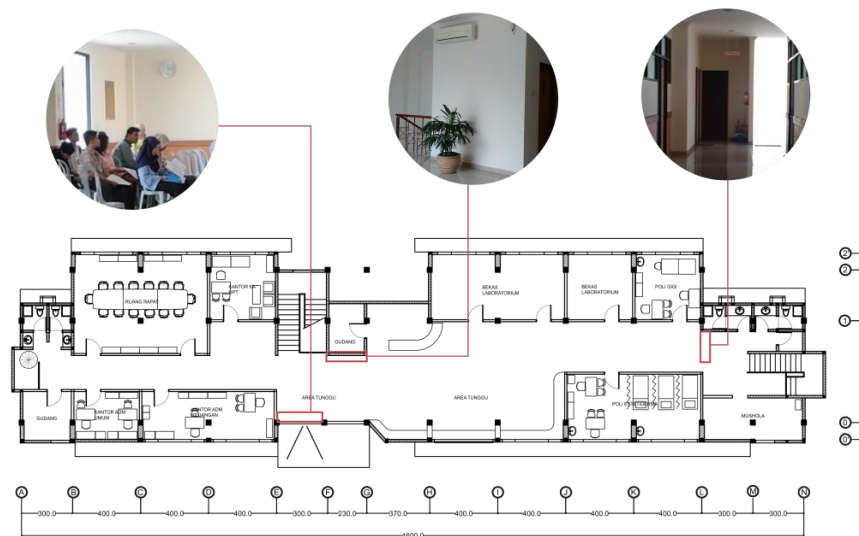 RUANG RAPAT
KANTOR KA.
UPT
BEKAS
LABORATORIUM
BEKAS
LABORATORIUM
POLI GIGI
GUDANG
AREA TUNGGU
AREA TUNGGU
GUDANG
KANTOR ADM
UMUM
KANTOR ADM
KEUANGAN
MUSHOLA
2
2
1
0
0
A
B
C
D
E
F
G
H
I
J
K
L
M
N
300.0
400.0
400.0
400.0
300.0
230.0
370.0
400.0
400.0
400.0
400.0
300.0
300.0